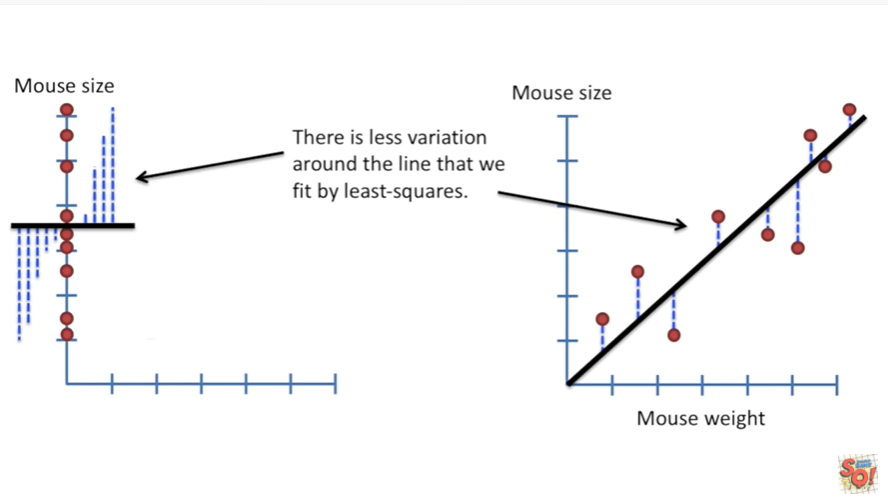 Mouse size
There is less variation
around the line that we
fit by least-squares.
Mouse size
Mouse weight